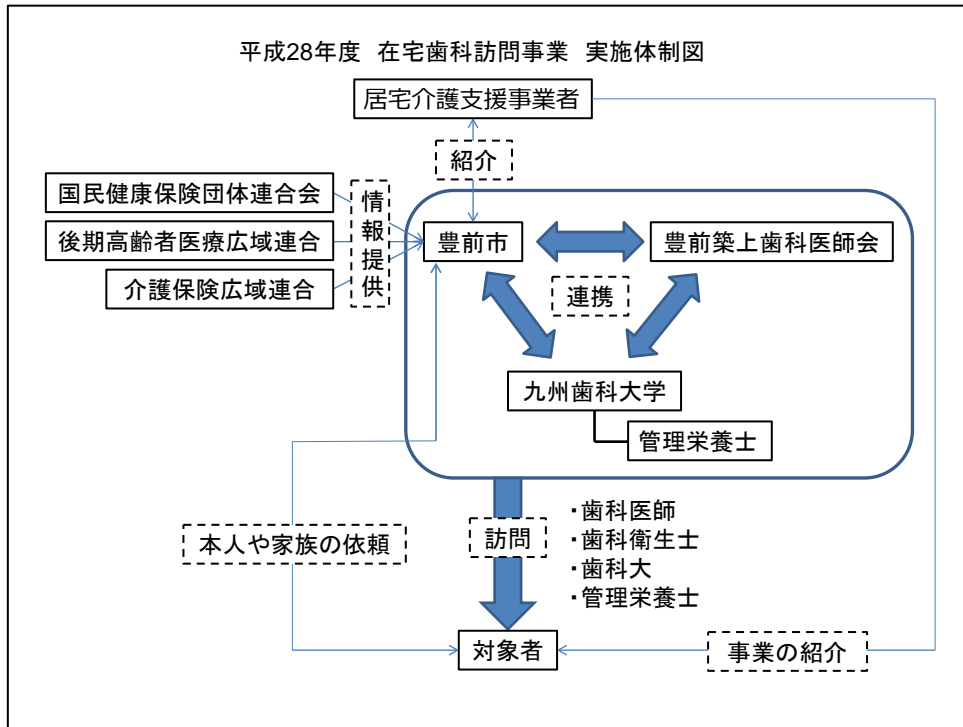 平成28年度 在宅歯科訪問事業 実施体制図
居宅介護支援事業者
紹介
国民健康保険団体連合会
後期高齢者医療広域連合
介護保険広域連合
情報提供
豊前市
豊前築上歯科医師会
連携
九州歯科大学
管理栄養士
本人や家族の依頼
訪問
・歯科医師
・歯科衛生士
・歯科大
・管理栄養士
対象者
事業の紹介